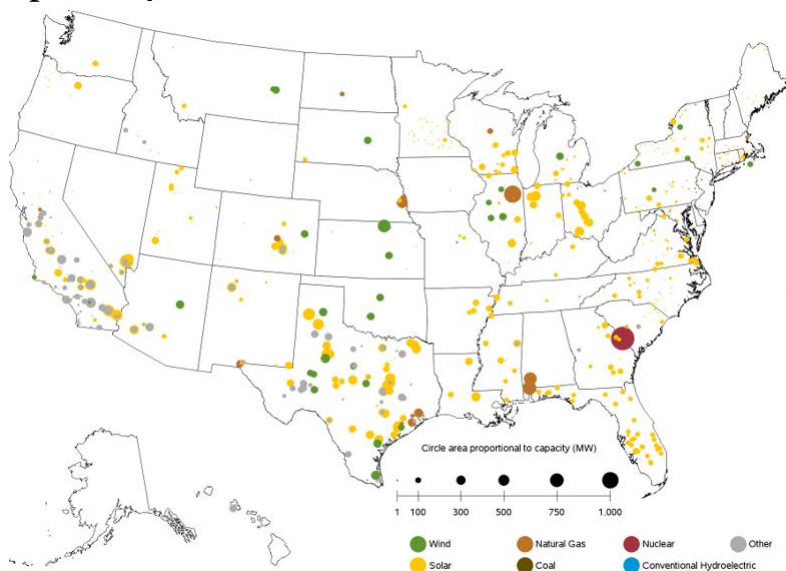 Circle area proportional to capacity (MW)
1 100 300 500 750 1.000
Wind Natural Gas Nuclear Other
Solar Coal Conventional Hydroelectric